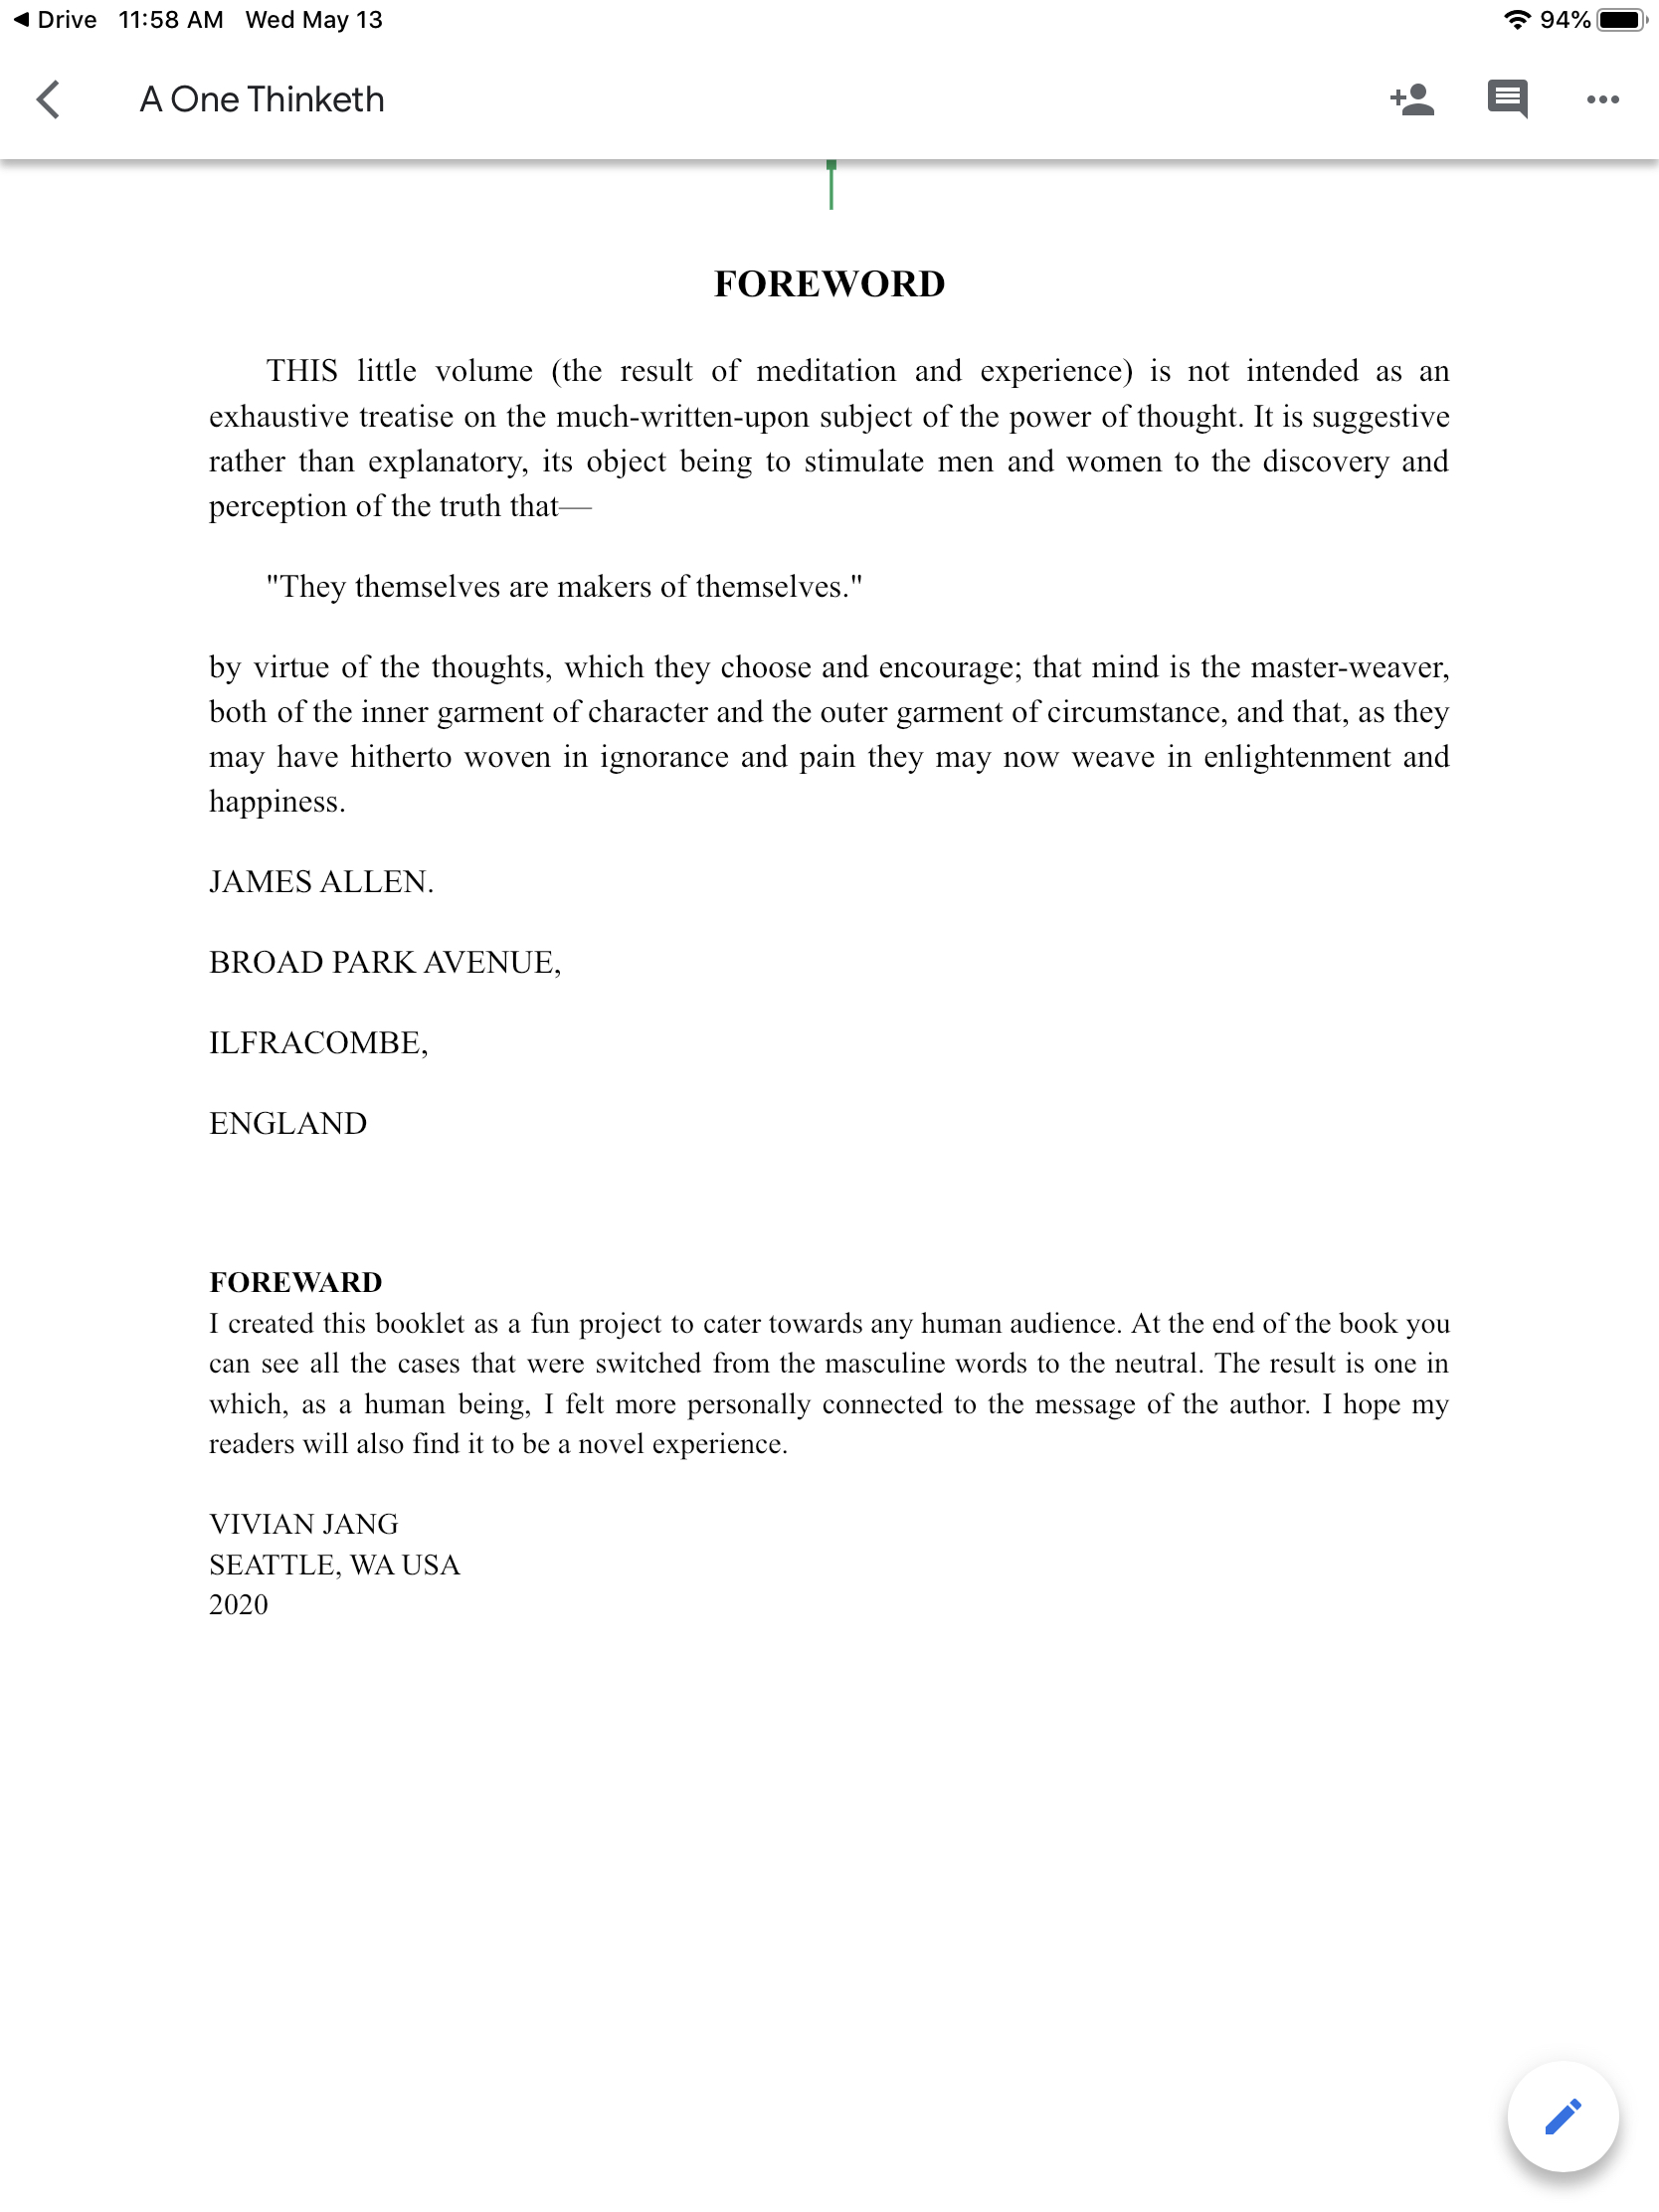 Drive 11:58 AM Wed May 13 94%
A One Thinketh
FOREWORD
THIS little volume (the result of meditation and experience) is not intended as an
exhaustive treatise on the much-written-upon subject of the power of thought. It is suggestive
rather than explanatory, its object being to stimulate men and women to the discovery and
perception of the truth that—
"They themselves are makers of themselves."
by virtue of the thoughts, which they choose and encourage; that mind is the master-weaver,
both of the inner garment of character and the outer garment of circumstance, and that, as they
may have hitherto woven in ignorance and pain they may now weave in enlightenment and
happiness.
JAMES ALLEN.
BROAD PARK AVENUE,
ILFRACOMBE,
ENGLAND
FOREWARD
I created this booklet as a fun project to cater towards any human audience. At the end of the book you
can see all the cases that were switched from the masculine words to the neutral. The result is one in
which, as a human being, I felt more personally connected to the message of the author. I hope my
readers will also find it to be a novel experience.
VIVIAN JANG
SEATTLE, WA USA
2020